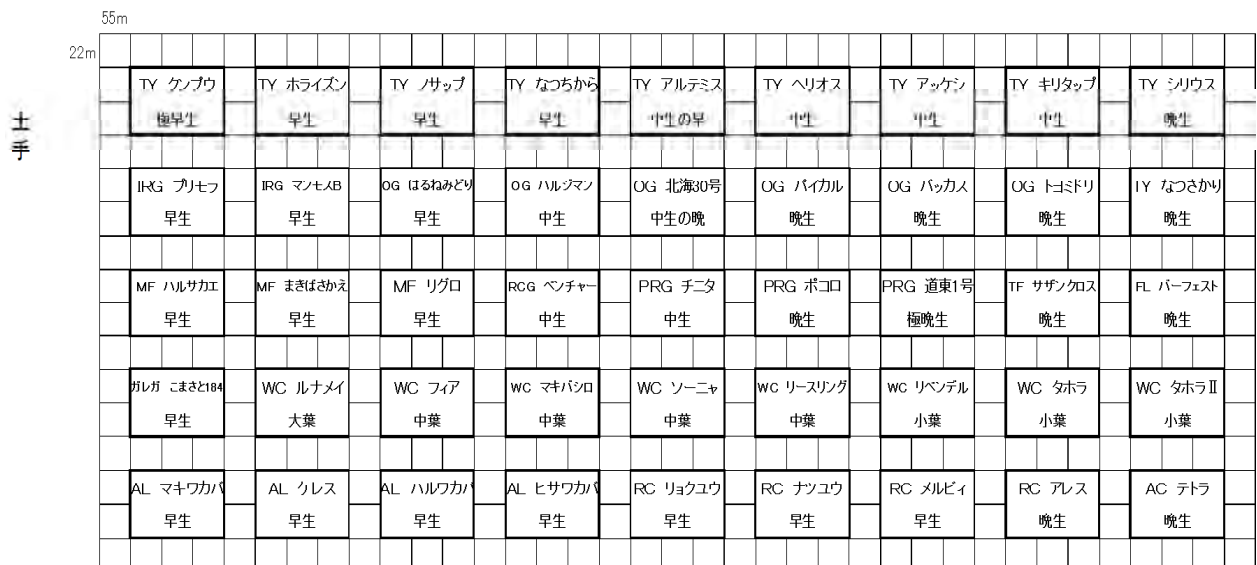 55m
22m
土手
TY ケンプウ
極早生
TY ホライズン
早生
TY ノサップ
早生
TY なつちから
早生
TY アルテミス
中生の早
TY ヘリオス
中生
TY アッケシ
中生
TY キリタップ
中生
TY シリウス
晩生
IRG プリモラ
早生
IRG マンモスB
早生
OG はるねみどり
早生
OG ハルジマン
中生
OG 北海30号
中生の晩
OG バイカル
晩生
OG バッカス
晩生
OG トヨミドリ
晩生
TY なつさかり
晩生
MF ハルサカエ
早生
MF まきばさかえ
早生
MF リグロ
早生
RCG ベンチャー
中生
PRG チニタ
中生
PRG ポコロ
晩生
PRG 道東1号
極晩生
TF サザンクロス
晩生
FL バーフェスト
晩生
ガレガ こまさと184
早生
WC ルナメイ
大葉
WC フィア
中葉
WC マキバシロ
中葉
WC ソーニャ
中葉
WC リースリング
中葉
WC リベンデル
小葉
WC タホラ
小葉
WC タホラⅡ
小葉
AL マキワカバ
早生
AL ケレス
早生
AL ハルワカバ
早生
AL ヒサワカバ
早生
RC リョクユウ
早生
RC ナツユウ
早生
RC メルビィ
早生
RC アレス
晩生
AC テトラ
晩生